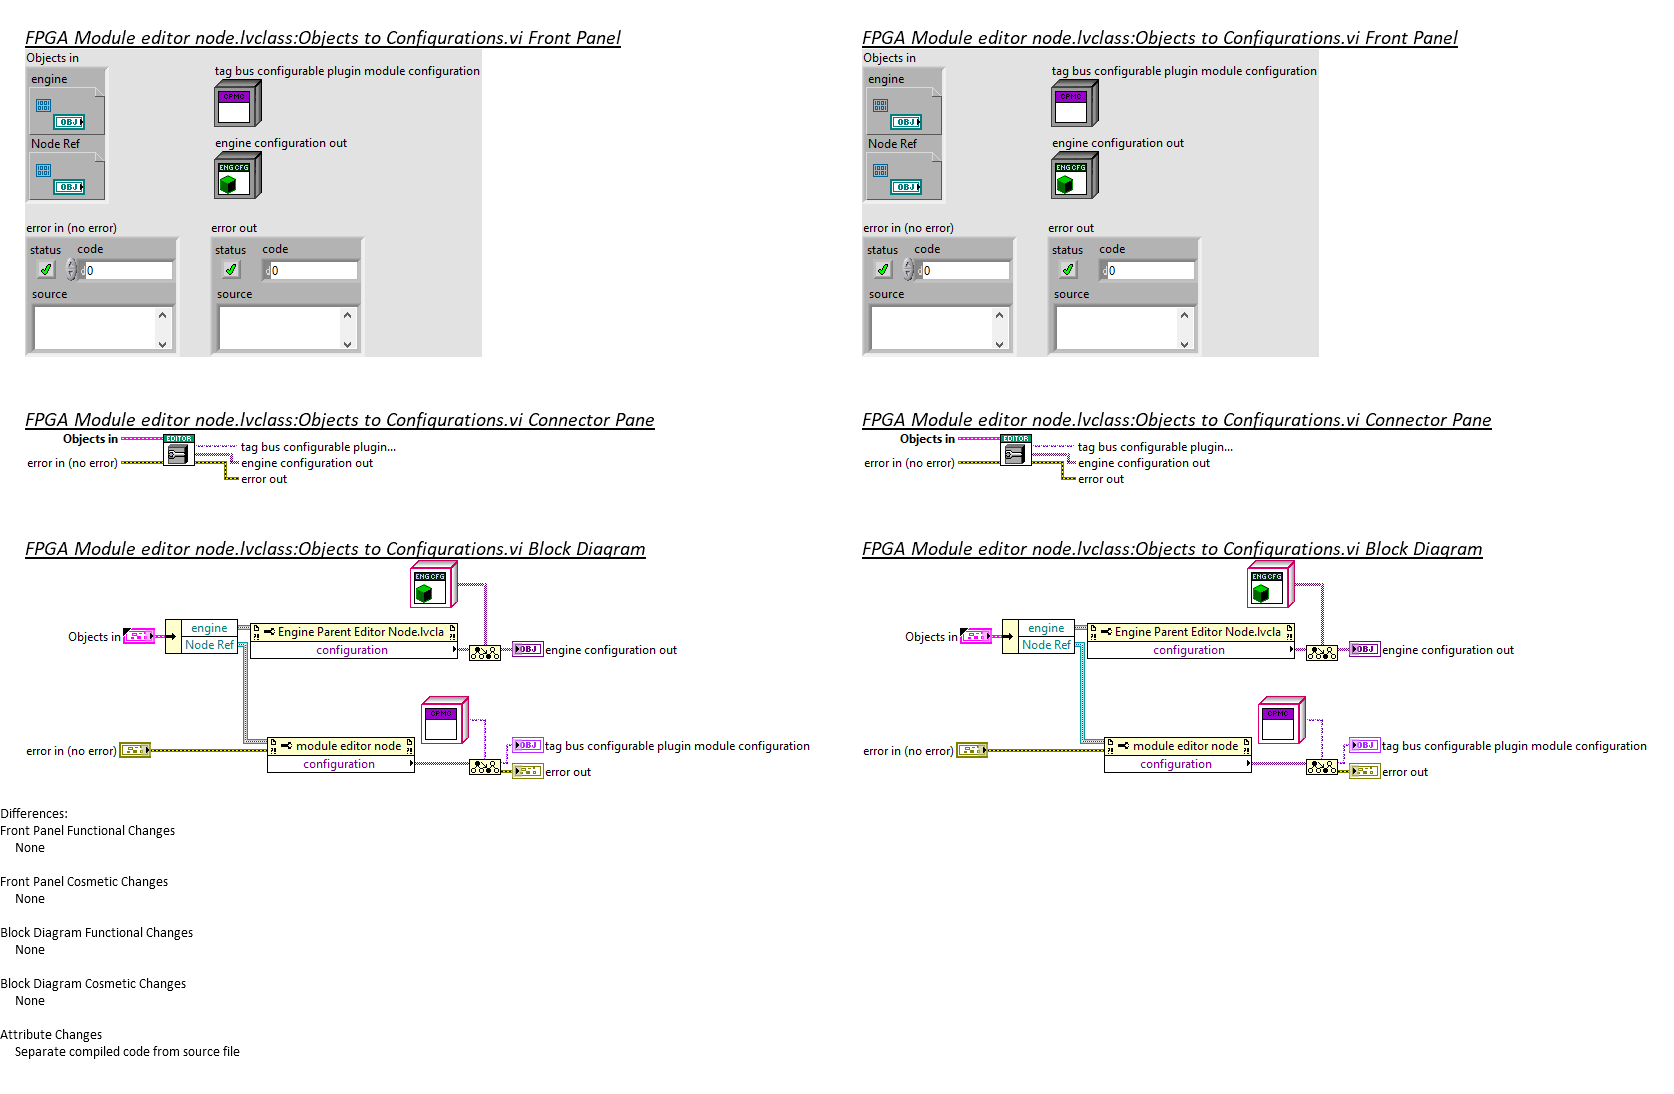 FPGA Module editor node.lvclass:Objects to Configurations.vi Front Panel
Objects in
engine
OBJ
Node Ref
OBJ
tag bus configurable plugin module configuration
CPMC
engine configuration out
ENG CFG
error in (no error)
status code
0
source
error out
status code
0
source
FPGA Module editor node.lvclass:Objects to Configurations.vi Connector Pane
Objects in
EDITOR
tag bus configurable plugin...
error in (no error)
engine configuration out
error out
FPGA Module editor node.lvclass:Objects to Configurations.vi Block Diagram
ENG CFG
Objects in
engine
Node Ref
Engine Parent Editor Node.lvcla
configuration
OBJ
engine configuration out
CPMC
error in (no error)
module editor node
configuration
OBJ
tag bus configurable plugin module configuration
error out
FPGA Module editor node.lvclass:Objects to Configurations.vi Front Panel
Objects in
engine
OBJ
Node Ref
OBJ
tag bus configurable plugin module configuration
CPMC
engine configuration out
ENG CFG
error in (no error)
status code
0
source
error out
status code
0
source
FPGA Module editor node.lvclass:Objects to Configurations.vi Connector Pane
Objects in
EDITOR
tag bus configurable plugin...
error in (no error)
engine configuration out
error out
FPGA Module editor node.lvclass:Objects to Configurations.vi Block Diagram
ENG CFG
Objects in
engine
Node Ref
Engine Parent Editor Node.lvcla
configuration
OBJ
engine configuration out
CPMC
error in (no error)
module editor node
configuration
OBJ
tag bus configurable plugin module configuration
error out
Differences:
Front Panel Functional Changes
None
Front Panel Cosmetic Changes
None
Block Diagram Functional Changes
None
Block Diagram Cosmetic Changes
None
Attribute Changes
Separate compiled code from source file